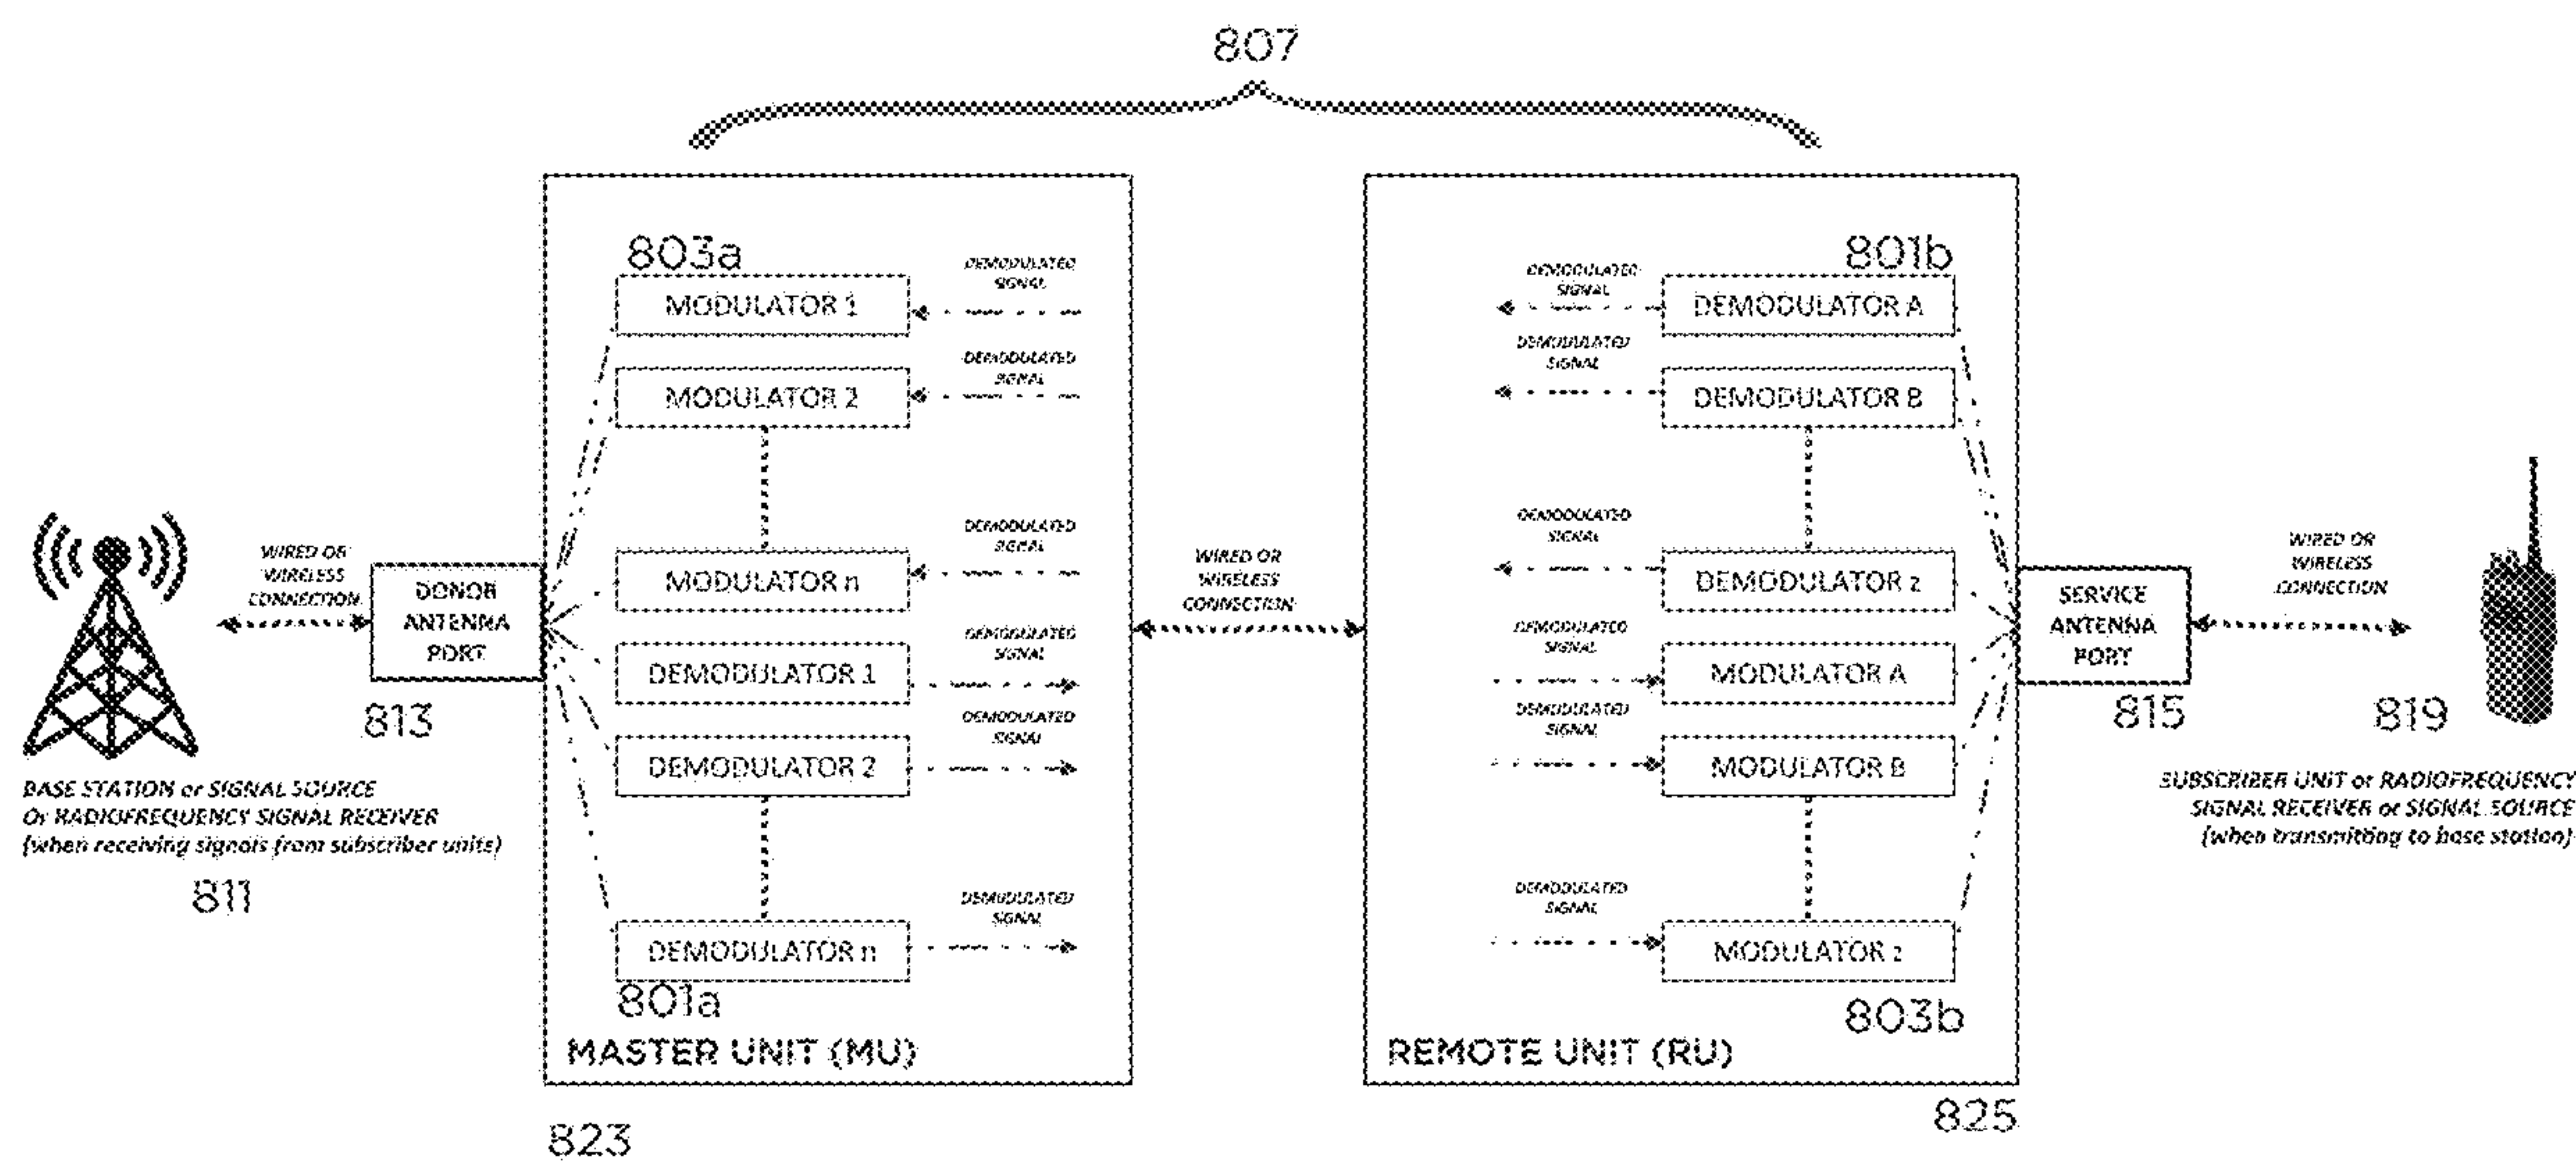 807
803a
MODULATOR 1
DEMODULATED
SIGNAL
MODULATOR 2
DEMODULATED
SIGNAL
MODULATOR n
DEMODULATED
SIGNAL
DEMODULATOR 1
DEMODULATED
SIGNAL
DEMODULATOR 2
DEMODULATED
SIGNAL
DEMODULATOR n
DEMODULATED
SIGNAL
801a
MASTER UNIT (MU)
823
WIRED OR
WIRELESS
CONNECTION
DONOR
ANTENNA
PORT
813
BASE STATION or SIGNAL SOURCE
Or RADIOFREQUENCY SIGNAL RECEIVER
(when receiving signals from subscriber units)
811
WIRED OR
WIRELESS
CONNECTION
801b
DEMODULATED
SIGNAL
DEMODULATOR A
DEMODULATED
SIGNAL
DEMODULATOR B
DEMODULATED
SIGNAL
DEMODULATOR z
DEMODULATED
SIGNAL
MODULATOR A
DEMODULATED
SIGNAL
MODULATOR B
DEMODULATED
SIGNAL
MODULATOR z
803b
REMOTE UNIT (RU)
825
SERVICE
ANTENNA
PORT
815
WIRED OR
WIRELESS
CONNECTION
819
SUBSCRIBER UNIT or RADIOFREQUENCY
SIGNAL RECEIVER or SIGNAL SOURCE
(when transmitting to base station)